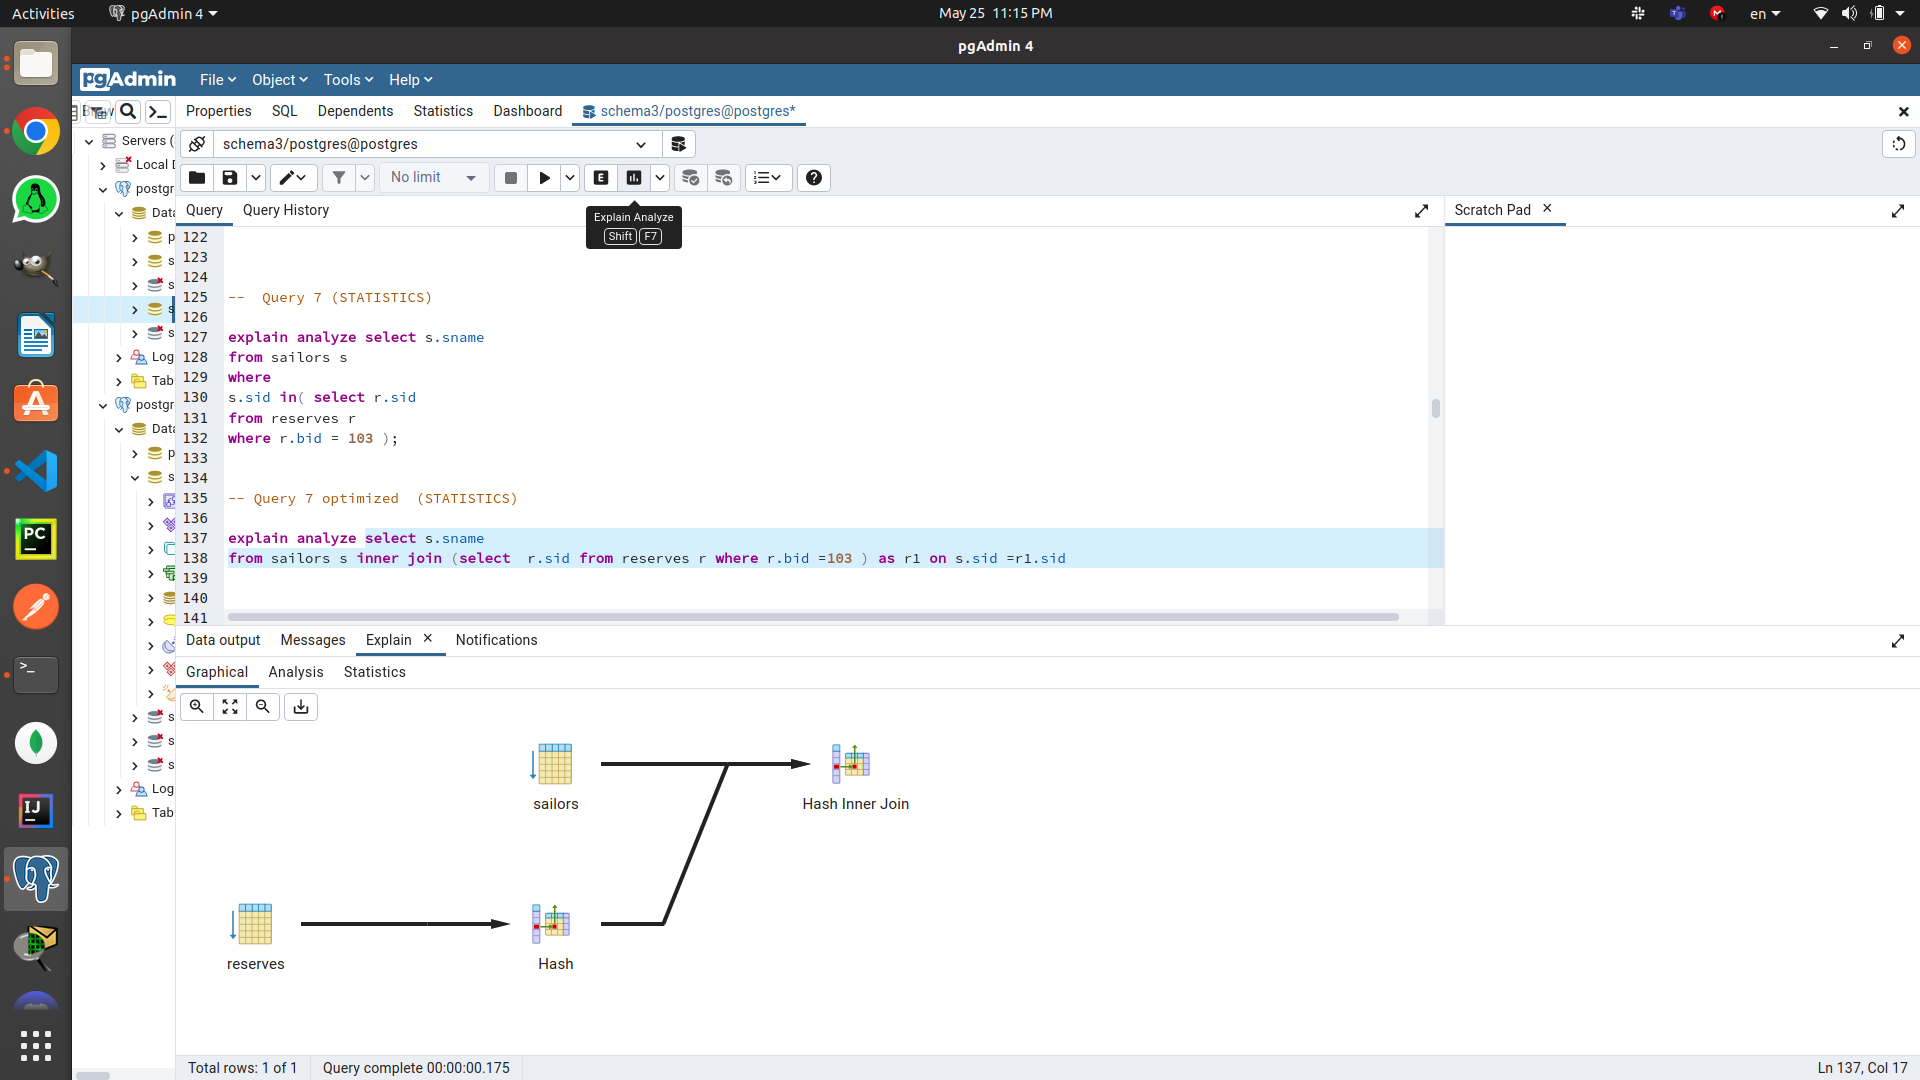 Activities
pgAdmin 4
May 25  11:15 PM
en
pgAdmin 4
pgAdmin
File
Object
Tools
Help
Properties
SQL
Dependents
Statistics
Dashboard
schema3/postgres@postgres*
schema3/postgres@postgres
No limit
Query
Query History
Explain Analyze
Shift F7
Scratch Pad
Servers (
Local D
postgr
Data
p
s
s
s
s
Log
Tab
postgr
Data
p
s
s
s
s
Log
Tab
122
123
124
125 --  Query 7 (STATISTICS)
126
127 explain analyze select s.sname
128 from sailors s
129 where
130 s.sid in( select r.sid
131 from reserves r
132 where r.bid = 103 );
133
134
135 -- Query 7 optimized  (STATISTICS)
136
137 explain analyze select s.sname
138 from sailors s inner join (select  r.sid from reserves r where r.bid =103 ) as r1 on s.sid =r1.sid
139
140
141
Data output
Messages
Explain
Notifications
Graphical
Analysis
Statistics
sailors
Hash Inner Join
reserves
Hash
Total rows: 1 of 1
Query complete 00:00:00.175
Ln 137, Col 17